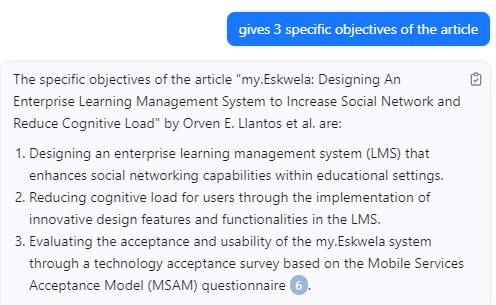 gives 3 specific objectives of the article
The specific objectives of the article "my.Eskwela: Designing An
Enterprise Learning Management System to Increase Social Network and
Reduce Cognitive Load" by Orven E. Llantos et al. are:
1. Designing an enterprise learning management system (LMS) that
enhances social networking capabilities within educational settings.
2. Reducing cognitive load for users through the implementation of
innovative design features and functionalities in the LMS.
3. Evaluating the acceptance and usability of the my.Eskwela system
through a technology acceptance survey based on the Mobile Services
Acceptance Model (MSAM) questionnaire 6.